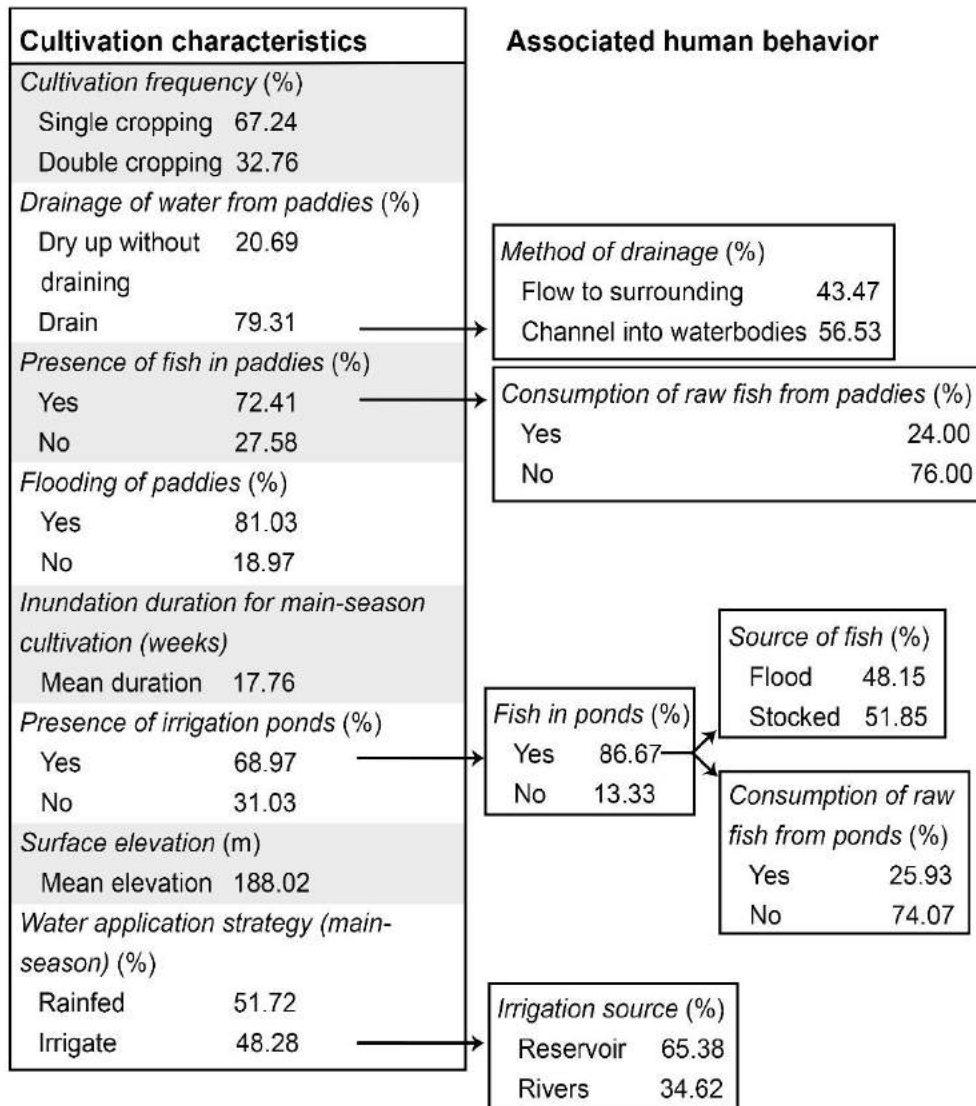 Cultivation characteristics
Associated human behavior
Cultivation frequency (%)
Single cropping 67.24
Double cropping 32.76
Drainage of water from paddies (%)
Dry up without 20.69
draining
Drain 79.31
Method of drainage (%)
Flow to surrounding 43.47
Channel into waterbodies 56.53
Presence of fish in paddies (%)
Yes 72.41
No 27.58
Consumption of raw fish from paddies (%)
Yes 24.00
No 76.00
Flooding of paddies (%)
Yes 81.03
No 18.97
Inundation duration for main-season
cultivation (weeks)
Mean duration 17.76
Presence of irrigation ponds (%)
Yes 68.97
No 31.03
Fish in ponds (%)
Yes 86.67
No 13.33
Source of fish (%)
Flood 48.15
Stocked 51.85
Consumption of raw
fish from ponds (%)
Yes 25.93
No 74.07
Surface elevation (m)
Mean elevation 188.02
Water application strategy (main-
season) (%)
Rainfed 51.72
Irrigate 48.28
Irrigation source (%)
Reservoir 65.38
Rivers 34.62